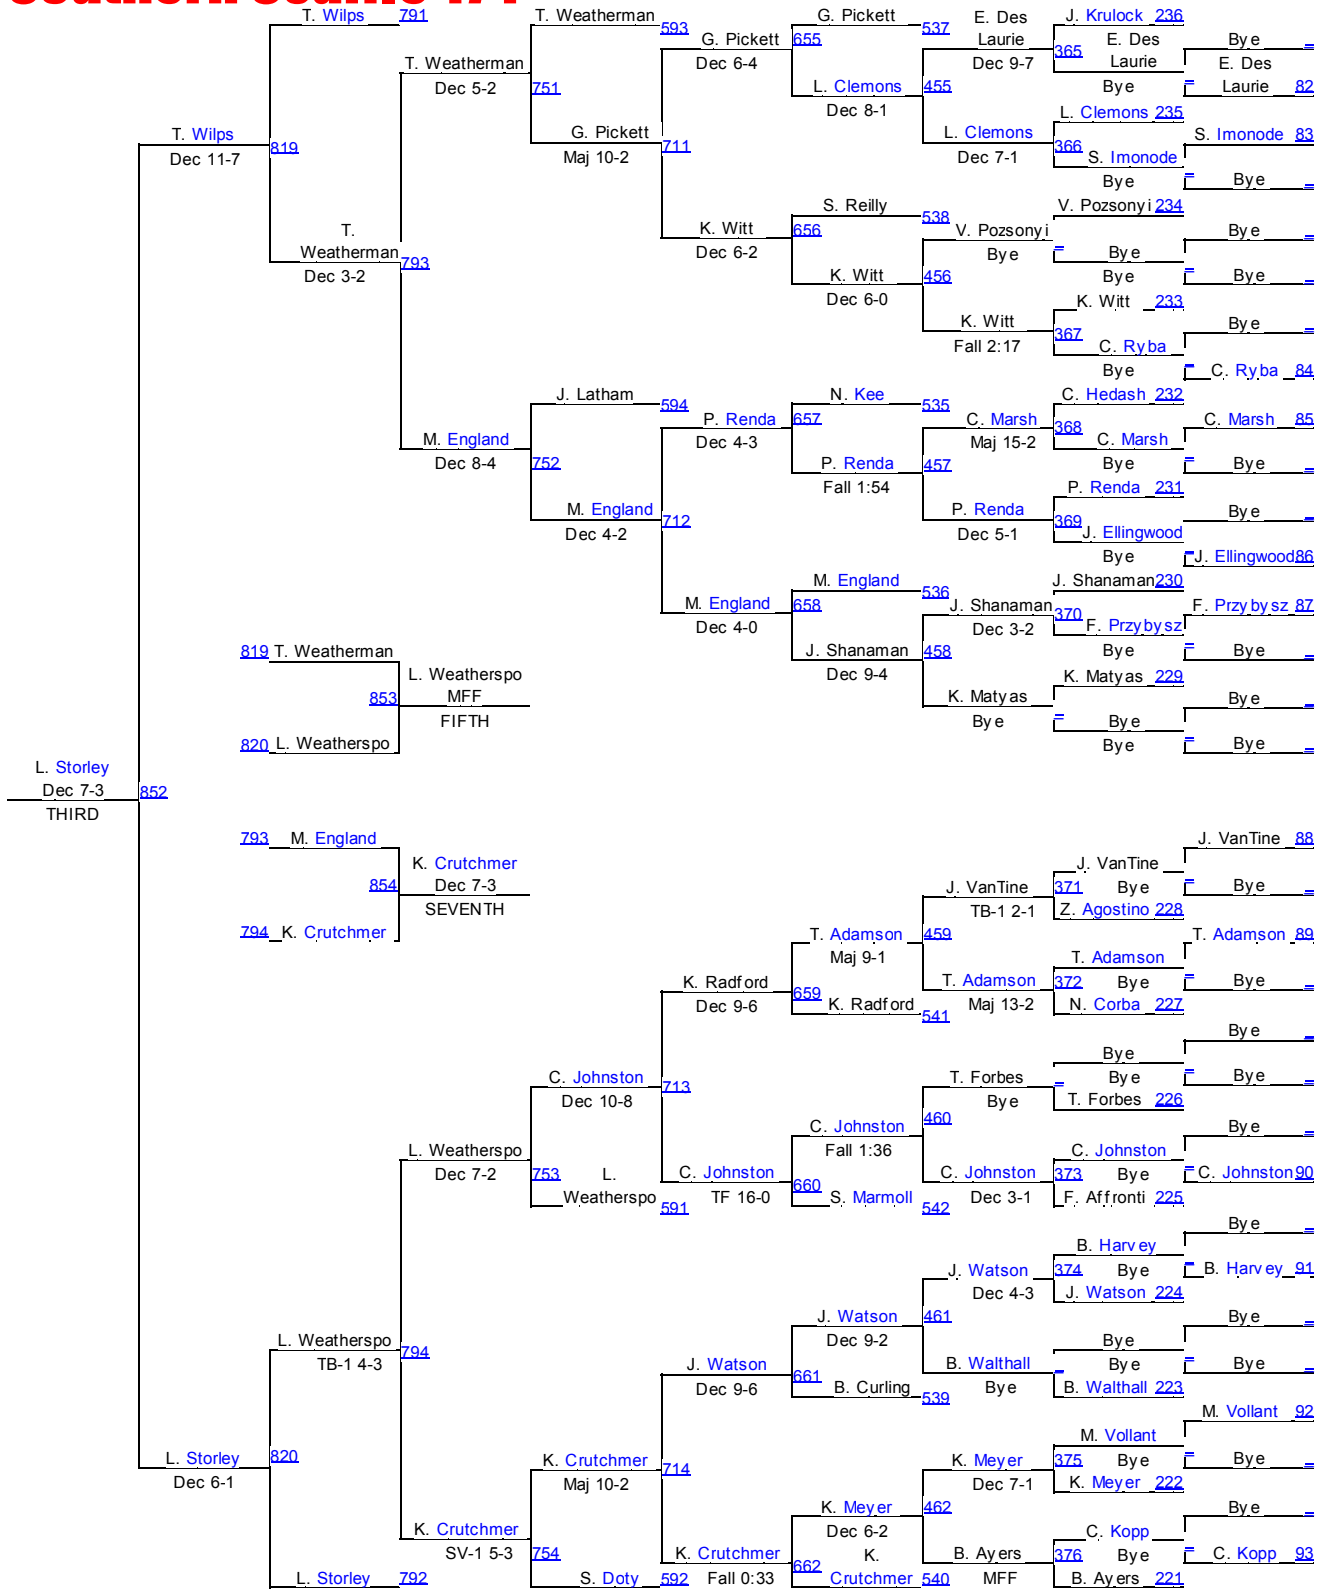 T. Wilps 791
T. Weatherman
G. Pickett
E. Des
J. Krulock 236
593
537
G. Pickett 655
Laurie
365
E. Des
Bye =
Dec 6-4
Dec 9-7
Laurie
E. Des
T. Weatherman
Dec 5-2
751
L. Clemons 455
Bye
= Laurie 82
Dec 8-1
L. Clemons 235
T. Wilps
819
G. Pickett
711
L. Clemons
366
S. Imonode 83
Dec 11-7
Maj 10-2
Dec 7-1
S. Imonode
Bye
= Bye =
S. Reilly 538
V. Pozsonyi 234
T.
K. Witt 656
V. Pozsonyi
Bye =
Weatherman 793
Dec 6-2
Bye
= Bye
Dec 3-2
K. Witt 456
Bye
= Bye =
Dec 6-0
K. Witt 233
K. Witt
367
Bye =
Fall 2:17
C. Ryba
Bye
= C. Ryba 84
J. Latham 594
N. Kee 535
C. Hedash 232
P. Renda 657
C. Marsh 368
C. Marsh 85
M. England
Dec 4-3
Maj 15-2
C. Marsh
Dec 8-4
752
P. Renda 457
Bye
= Bye =
Fall 1:54
P. Renda 231
M. England 712
P. Renda 369
Bye =
Dec 4-2
Dec 5-1
J. Ellingwood
Bye
= J. Ellingwood 86
M. England 536
J. Shanaman 230
M. England 658
J. Shanaman 370
F. Przybysz 87
Dec 4-0
Dec 3-2
F. Przybysz
819 T. Weatherman
J. Shanaman 458
Bye
= Bye =
L. Weatherspo
Dec 9-4
K. Matyas 229
853
MFF
K. Matyas
Bye =
FIFTH
Bye
= Bye
820 L. Weatherspo
Bye
= Bye =
L. Storley
Dec 7-3
852
THIRD
793 M. England
J. VanTine 88
K. Crutchmer
J. VanTine
854
Dec 7-3
J. VanTine 371
Bye
= Bye =
SEVENTH
TB-1 2-1
Z. Agostino 228
794 K. Crutchmer
T. Adamson 459
T. Adamson 89
Maj 9-1
T. Adamson
K. Radford
659
T. Adamson 372
Bye
= Bye =
Dec 9-6
K. Radford 541
Maj 13-2
N. Corba 227
Bye =
Bye
C. Johnston 713
T. Forbes
= Bye
= Bye =
Dec 10-8
Bye
T. Forbes 226
C. Johnston 460
Bye =
L. Weatherspo
Fall 1:36
C. Johnston
Dec 7-2
753
L.
C. Johnston 660
C. Johnston 373
Bye
= C. Johnston 90
Weatherspo 591
TF 16-0
S. Marmoll 542
Dec 3-1
F. Affronti 225
Bye =
B. Harvey
J. Watson 374
Bye
= B. Harvey 91
Dec 4-3
J. Watson 224
J. Watson 461
Bye =
L. Weatherspo 794
Dec 9-2
Bye
TB-1 4-3
J. Watson 661
B. Walthall
= Bye
= Bye =
Dec 9-6
B. Curling 539
Bye
B. Walthall 223
M. Vollant 92
M. Vollant
L. Storley 820
K. Crutchmer 714
K. Meyer 375
Bye
= Bye =
Dec 6-1
Maj 10-2
Dec 7-1
K. Meyer 222
K. Meyer 462
Bye =
K. Crutchmer
Dec 6-2
C. Kopp
SV-1 5-3
754
K. Crutchmer 662
K.
B. Ayers 376
Bye
= C. Kopp 93
L. Storley 792
S. Doty 592
Fall 0:33
Crutchmer 540
MFF
B. Ayers 221